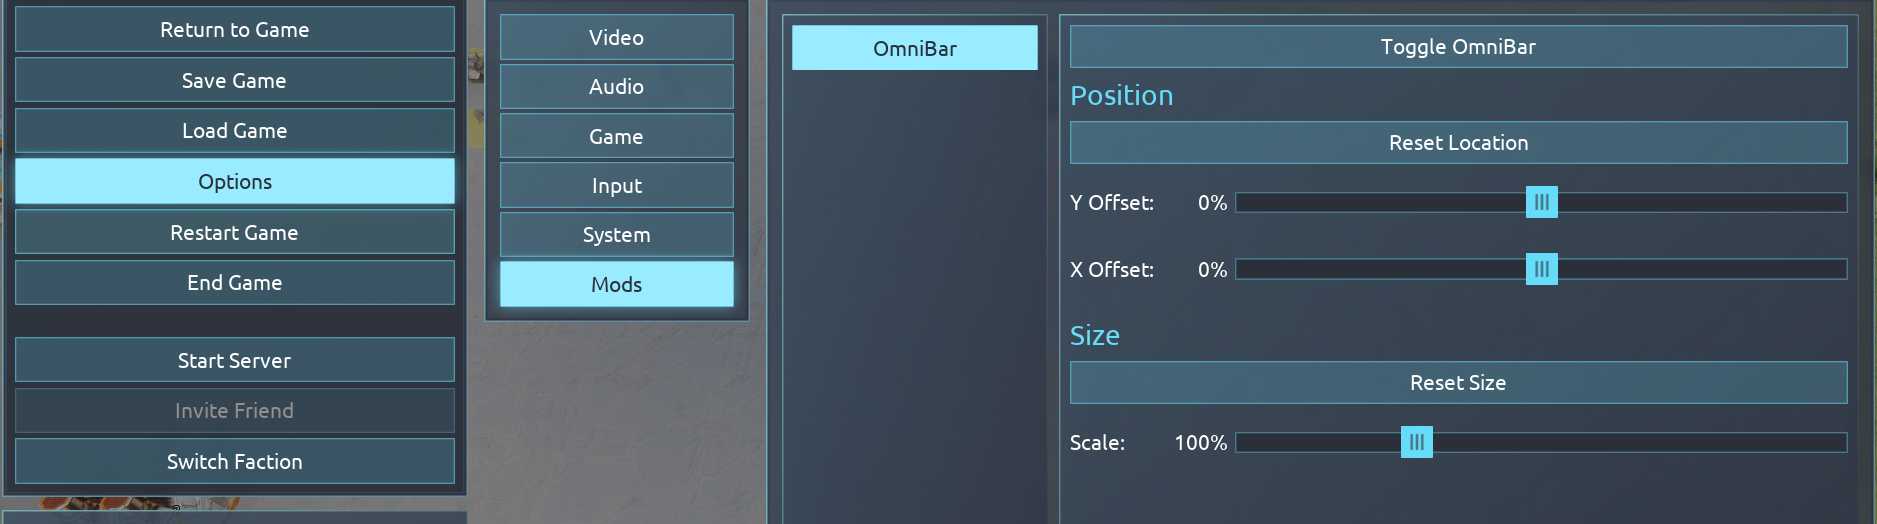 Return to Game
Save Game
Load Game
Options
Restart Game
End Game
Start Server
Invite Friend
Switch Faction
Video
Audio
Game
Input
System
Mods
OmniBar
Toggle OmniBar
Position
Reset Location
Y Offset: 0%
X Offset: 0%
Size
Reset Size
Scale: 100%